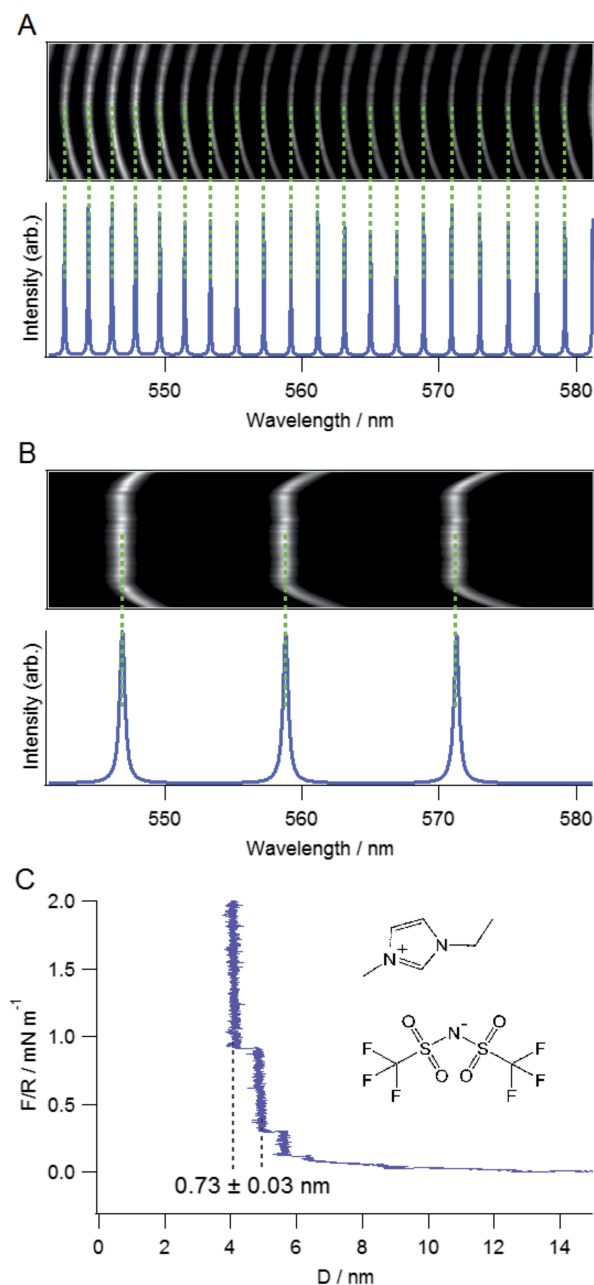 A
Intensity (arb.)
550 560 570 580
Wavelength / nm
B
Intensity (arb.)
550 560 570 580
Wavelength / nm
C
2.0
1.5
1.0
0.5
0.0
F/R / mN m⁻¹
N
+
N
O N⁻ O
F S S F
F O O F
F F
0.73 ± 0.03 nm
0 2 4 6 8 10 12 14
D / nm